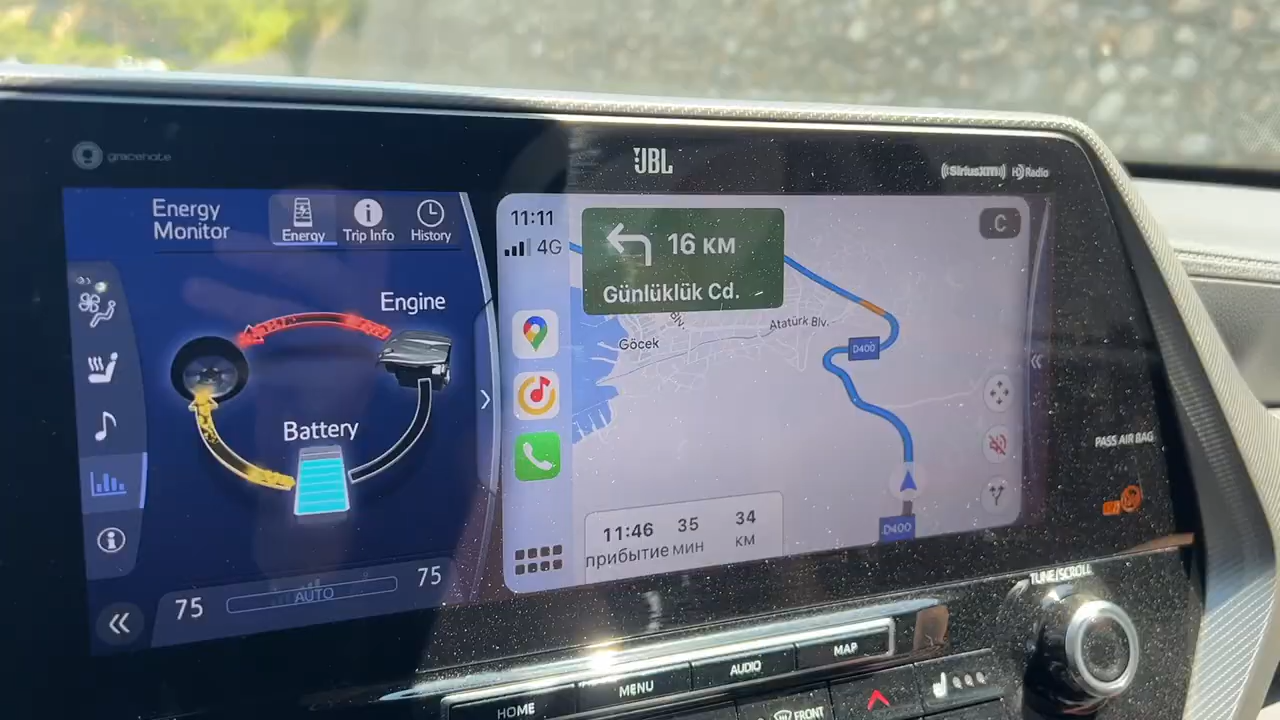 gracenote
JBL
SiriusXM HD Radio
Energy
Monitor
Energy
Trip Info
History
Engine
Battery
75
AUTO
75
11:11
4G
16 КМ
Günlüklük Cd.
C
Blv.
Göcek
Atatürk Blv.
D400
D400
11:46 35 34
прибытие мин км
PASS AIR BAG
TUNE/SCROLL
HOME
MENU
AUDIO
MAP
FRONT